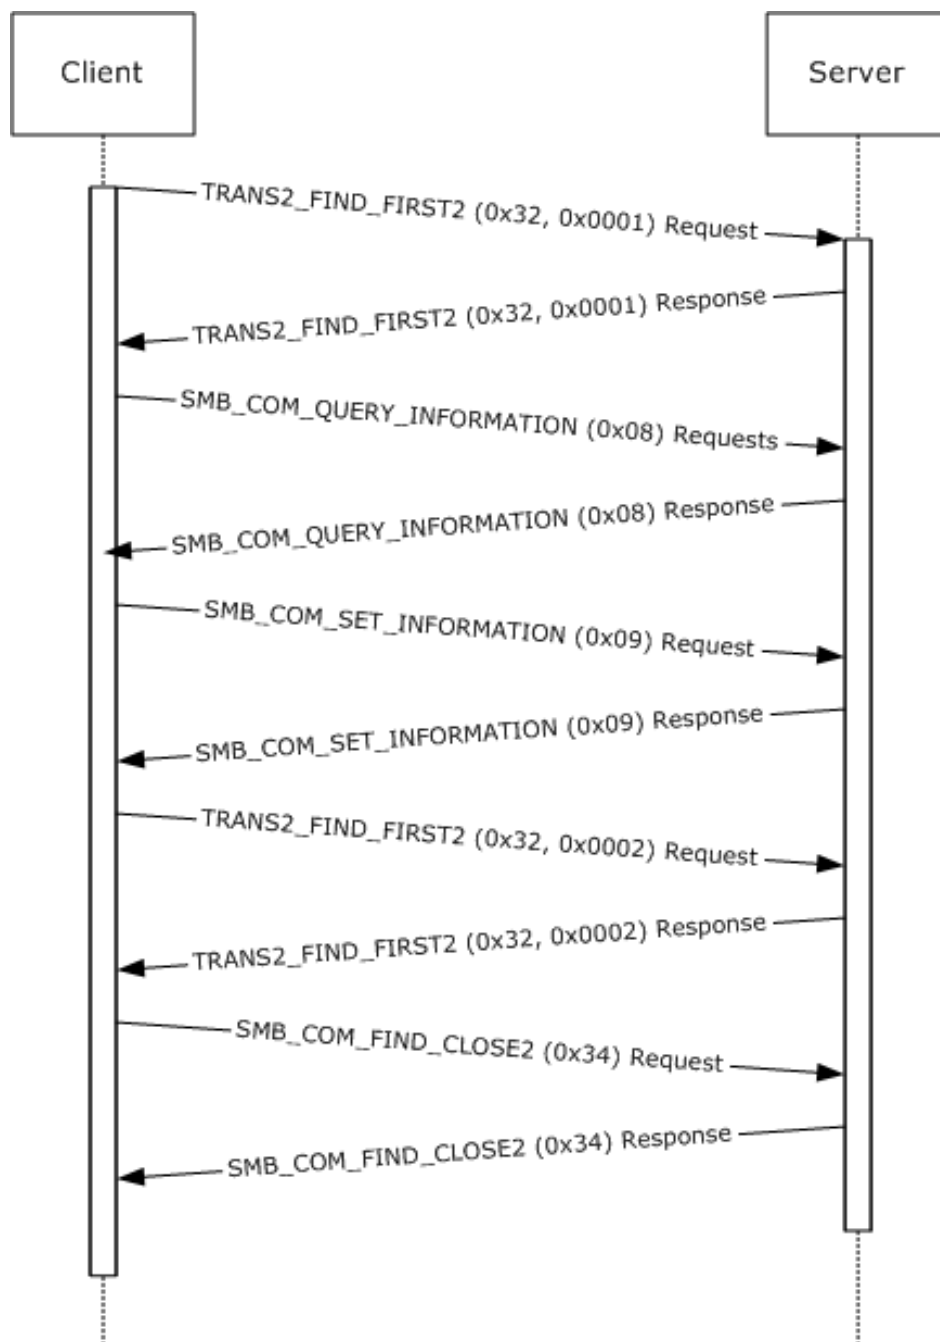 Client
Server
TRANS2_FIND_FIRST2 (0x32, 0x0001) Request
TRANS2_FIND_FIRST2 (0x32, 0x0001) Response
SMB_COM_QUERY_INFORMATION (0x08) Requests
SMB_COM_QUERY_INFORMATION (0x08) Response
SMB_COM_SET_INFORMATION (0x09) Request
SMB_COM_SET_INFORMATION (0x09) Response
TRANS2_FIND_FIRST2 (0x32, 0x0002) Request
TRANS2_FIND_FIRST2 (0x32, 0x0002) Response
SMB_COM_FIND_CLOSE2 (0x34) Request
SMB_COM_FIND_CLOSE2 (0x34) Response